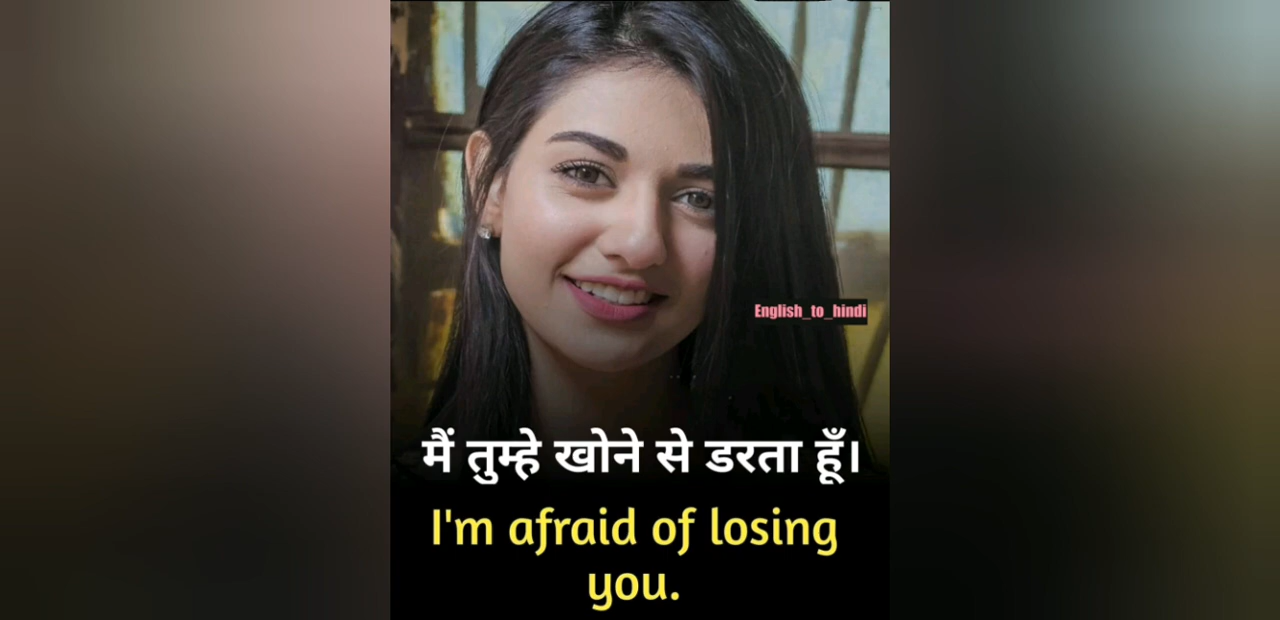 English_to_hindi
मैं तुम्हे खोने से डरता हूँ।
I'm afraid of losing
you.